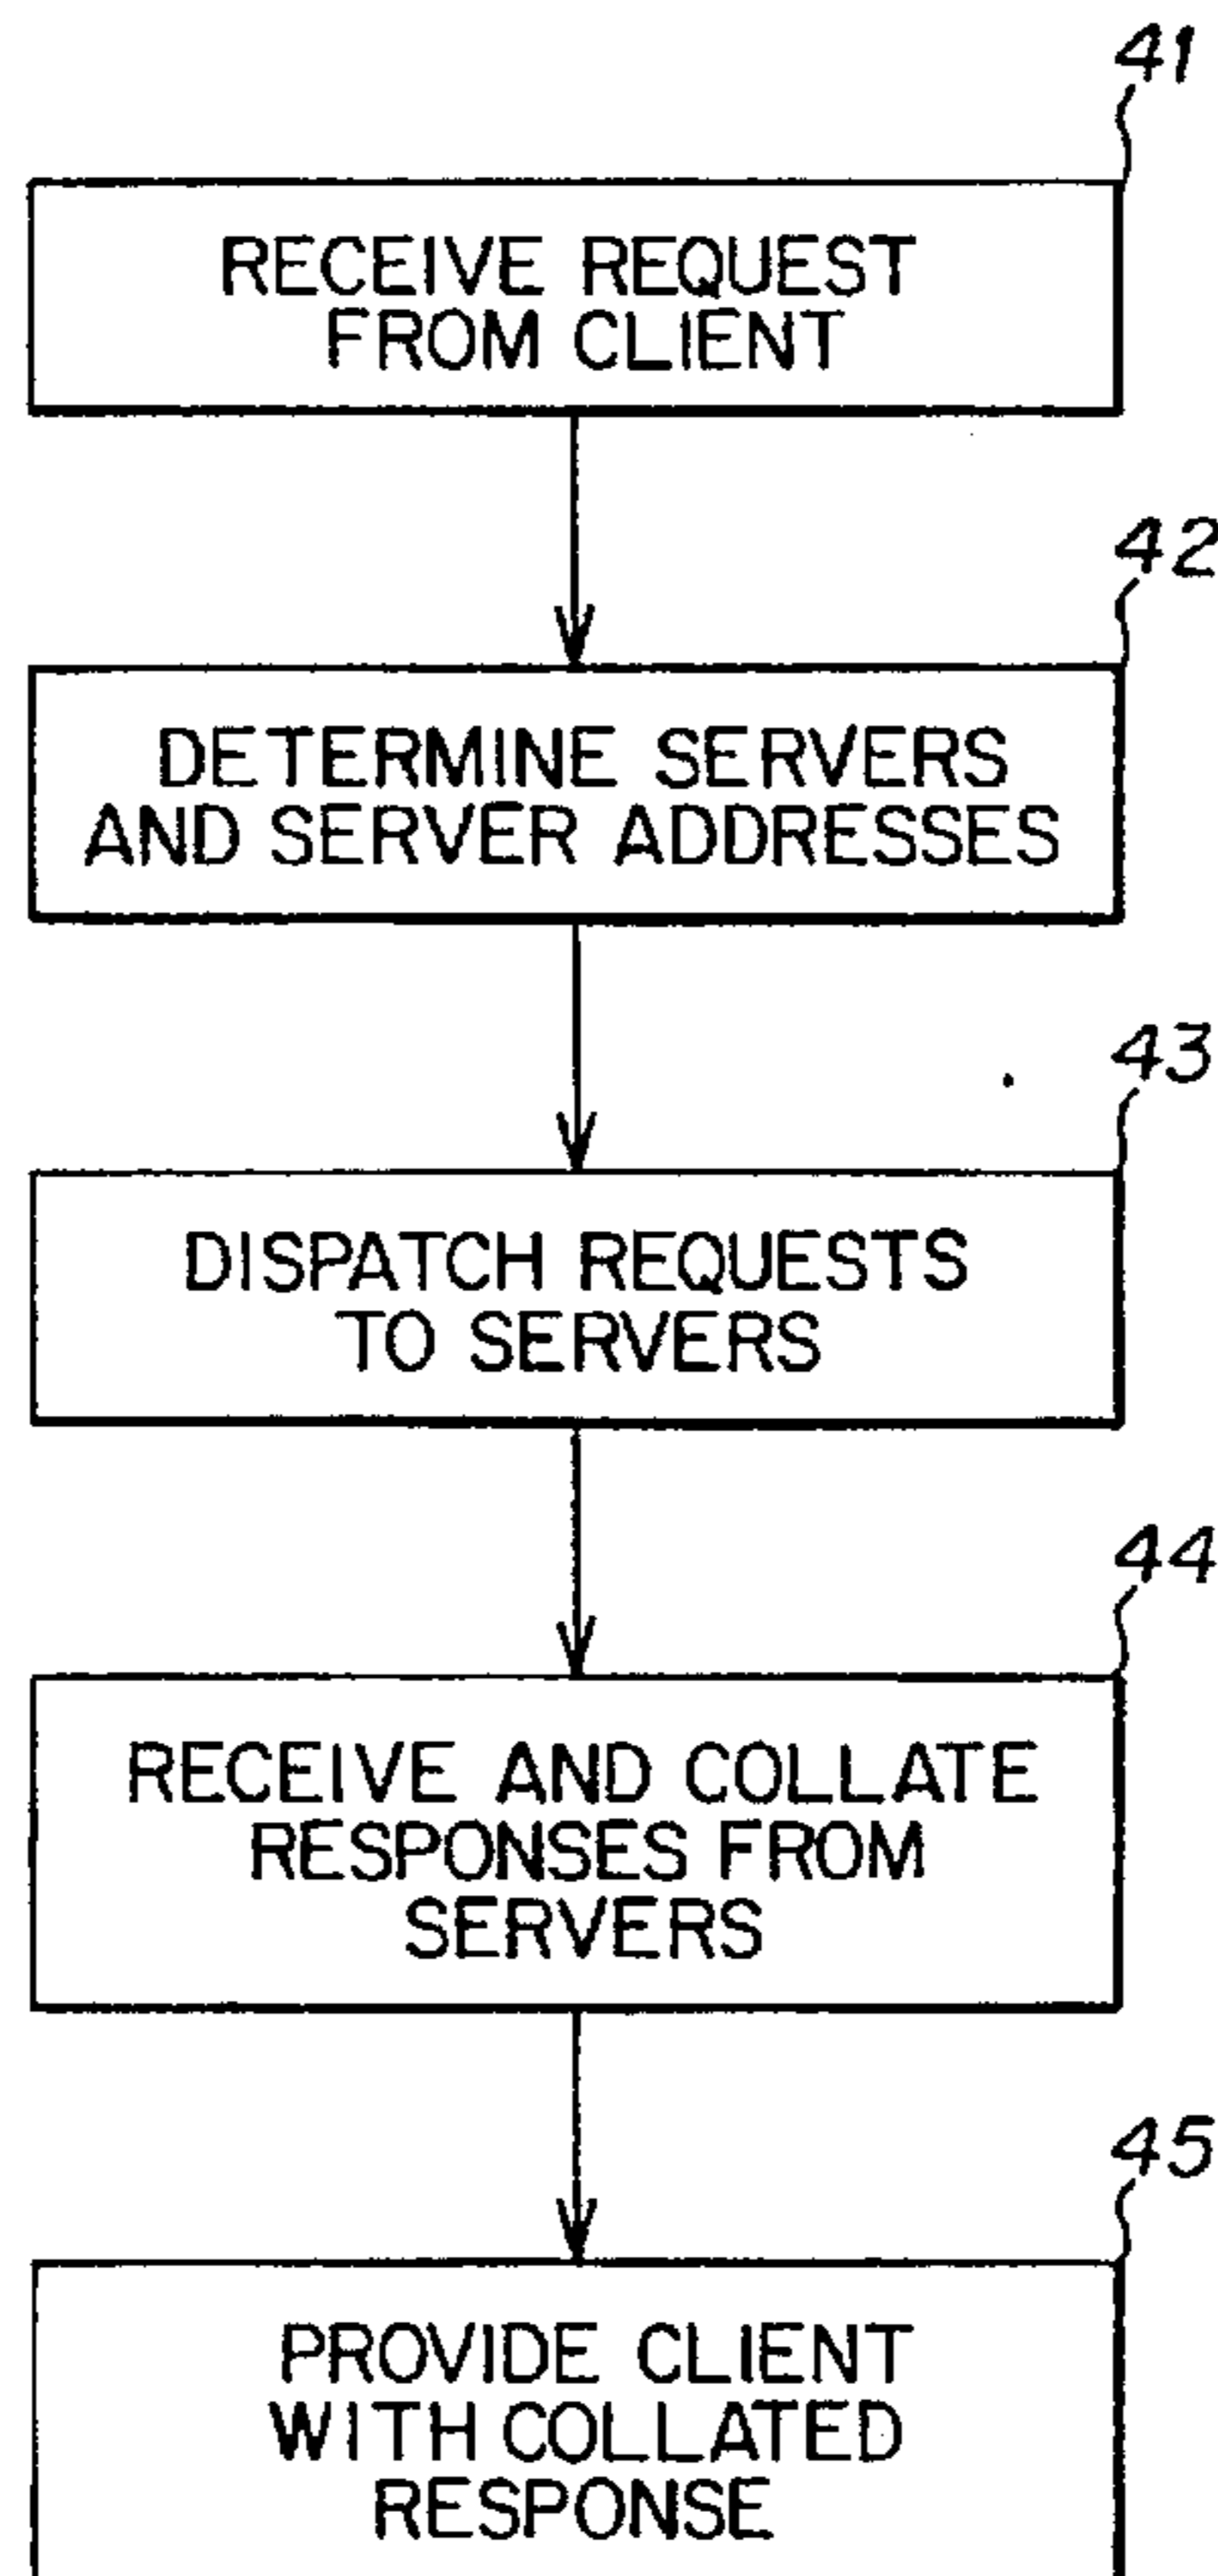 41
RECEIVE REQUEST
FROM CLIENT
42
DETERMINE SERVERS
AND SERVER ADDRESSES
43
DISPATCH REQUESTS
TO SERVERS
44
RECEIVE AND COLLATE
RESPONSES FROM
SERVERS
45
PROVIDE CLIENT
WITH COLLATED
RESPONSE